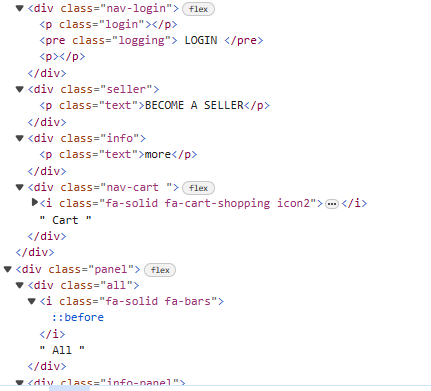 <div class="nav-login"> flex
<p class="login"></p>
<pre class="logging"> LOGIN </pre>
<p></p>
</div>
<div class="seller">
<p class="text">BECOME A SELLER</p>
</div>
<div class="info">
<p class="text">more</p>
</div>
<div class="nav-cart "> flex
<i class="fa-solid fa-cart-shopping icon2">…</i>
" Cart "
</div>
</div>
<div class="panel"> flex
<div class="all">
<i class="fa-solid fa-bars">
::before
</i>
" All "
</div>
<div class="info-panel">